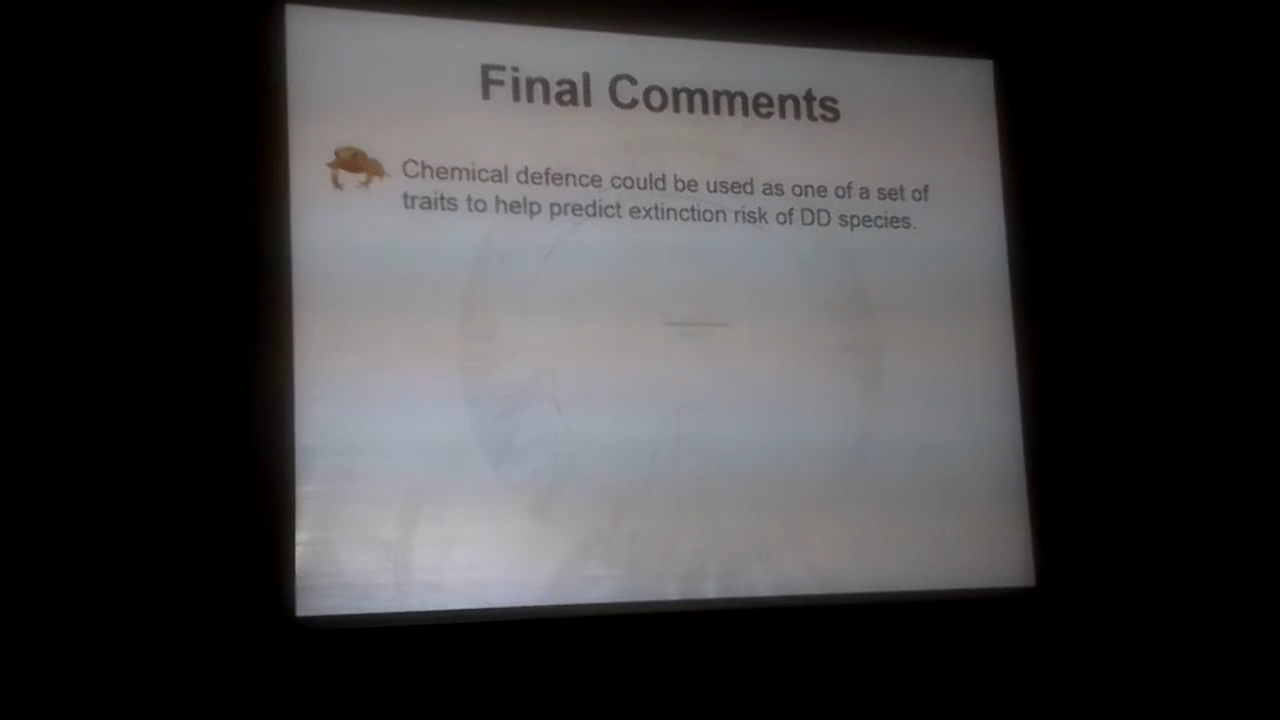 Final Comments
Chemical defence could be used as one of a set of
traits to help predict extinction risk of DD species.